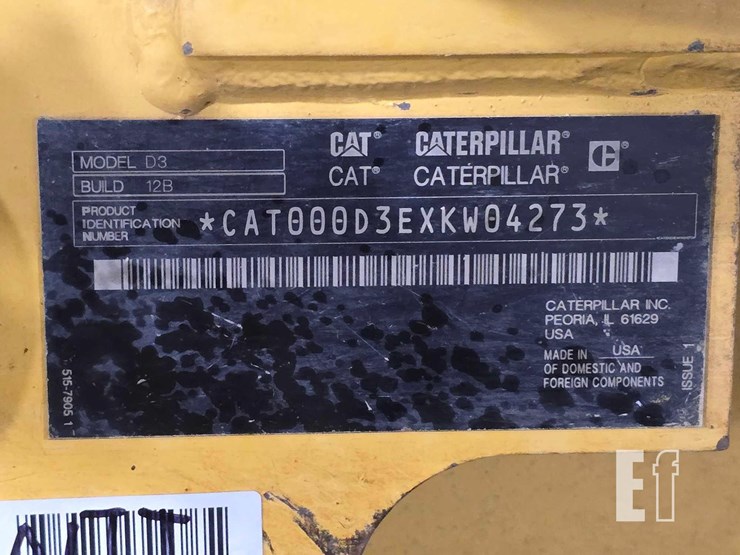 CAT® CATERPILLAR® C
CAT® CATERPILLAR®
MODEL D3
BUILD 12B
PRODUCT IDENTIFICATION NUMBER *CAT000D3EXKW04273*
CATERPILLAR INC.
PEORIA, IL 61629
USA
MADE IN USA
OF DOMESTIC AND
FOREIGN COMPONENTS
ISSUE 1
515-7905 1
Ef